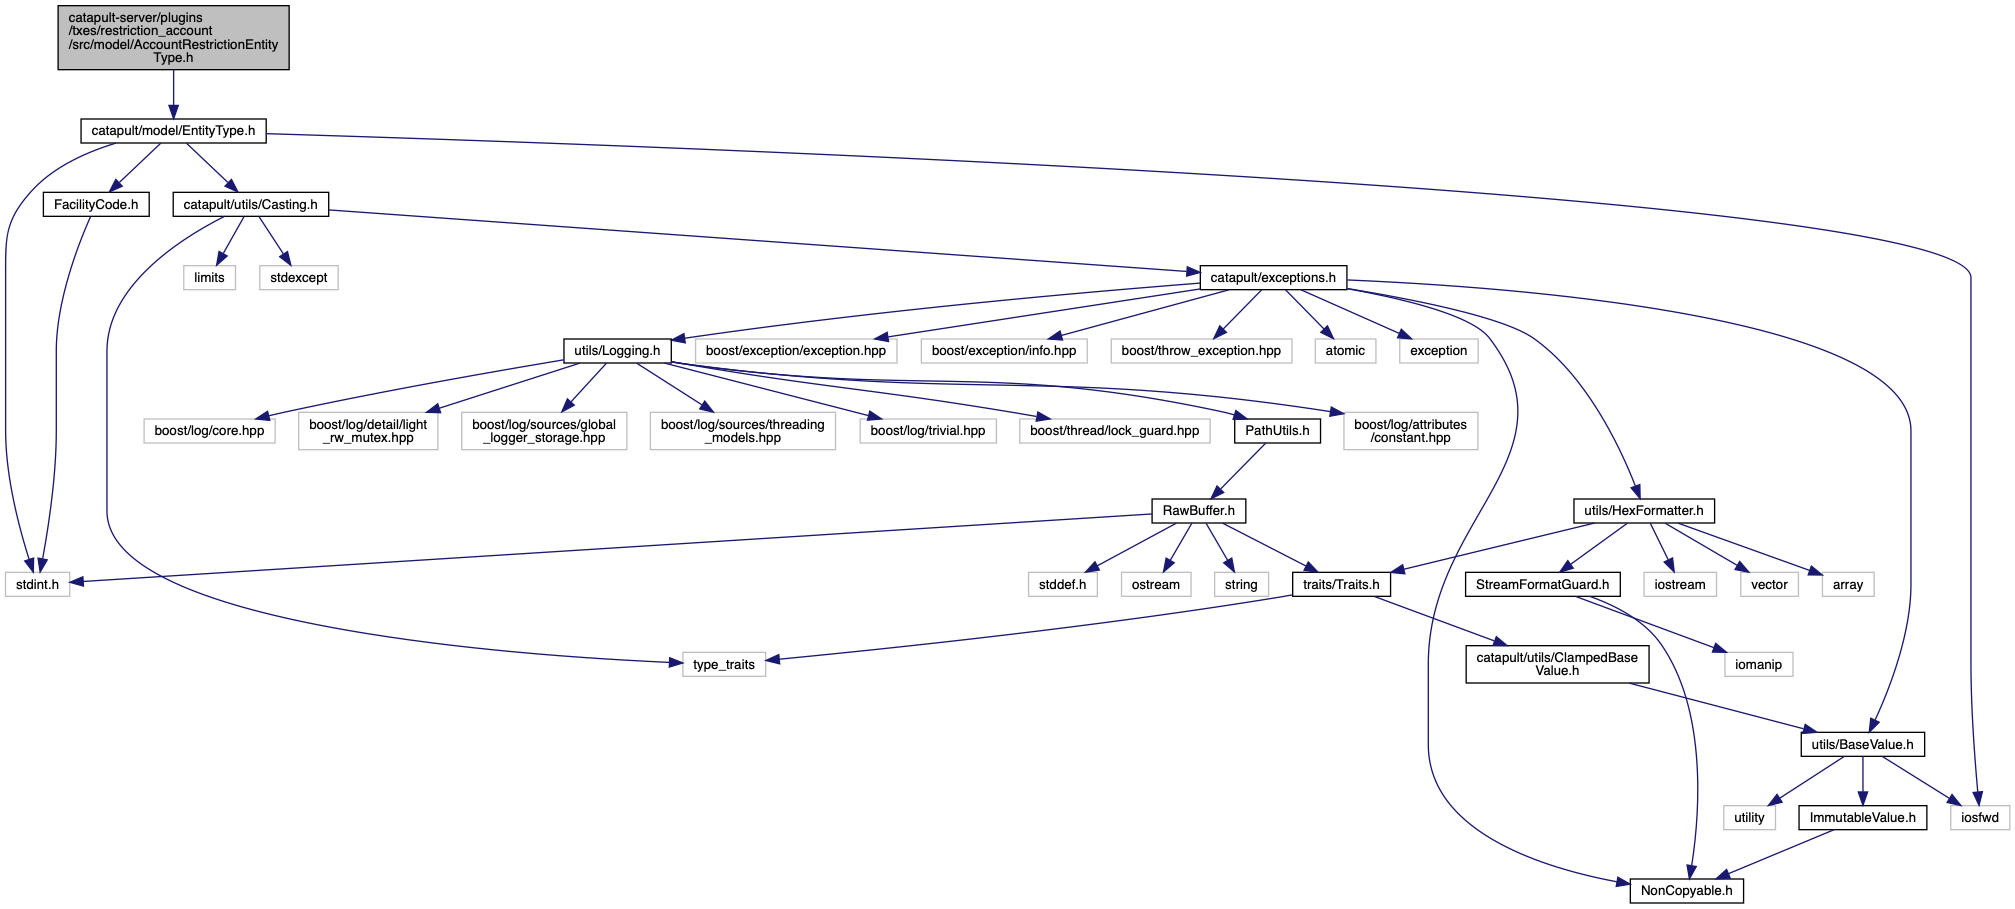 catapult-server/plugins
/txes/restriction_account
/src/model/AccountRestrictionEntity
Type.h
catapult/model/EntityType.h
FacilityCode.h
catapult/utils/Casting.h
limits
stdexcept
catapult/exceptions.h
utils/Logging.h
boost/exception/exception.hpp
boost/exception/info.hpp
boost/throw_exception.hpp
atomic
exception
boost/log/core.hpp
boost/log/detail/light
_rw_mutex.hpp
boost/log/sources/global
_logger_storage.hpp
boost/log/sources/threading
_models.hpp
boost/log/trivial.hpp
boost/thread/lock_guard.hpp
PathUtils.h
boost/log/attributes
/constant.hpp
RawBuffer.h
utils/HexFormatter.h
stdint.h
stddef.h
ostream
string
traits/Traits.h
StreamFormatGuard.h
iostream
vector
array
type_traits
catapult/utils/ClampedBase
Value.h
iomanip
utils/BaseValue.h
utility
ImmutableValue.h
iosfwd
NonCopyable.h